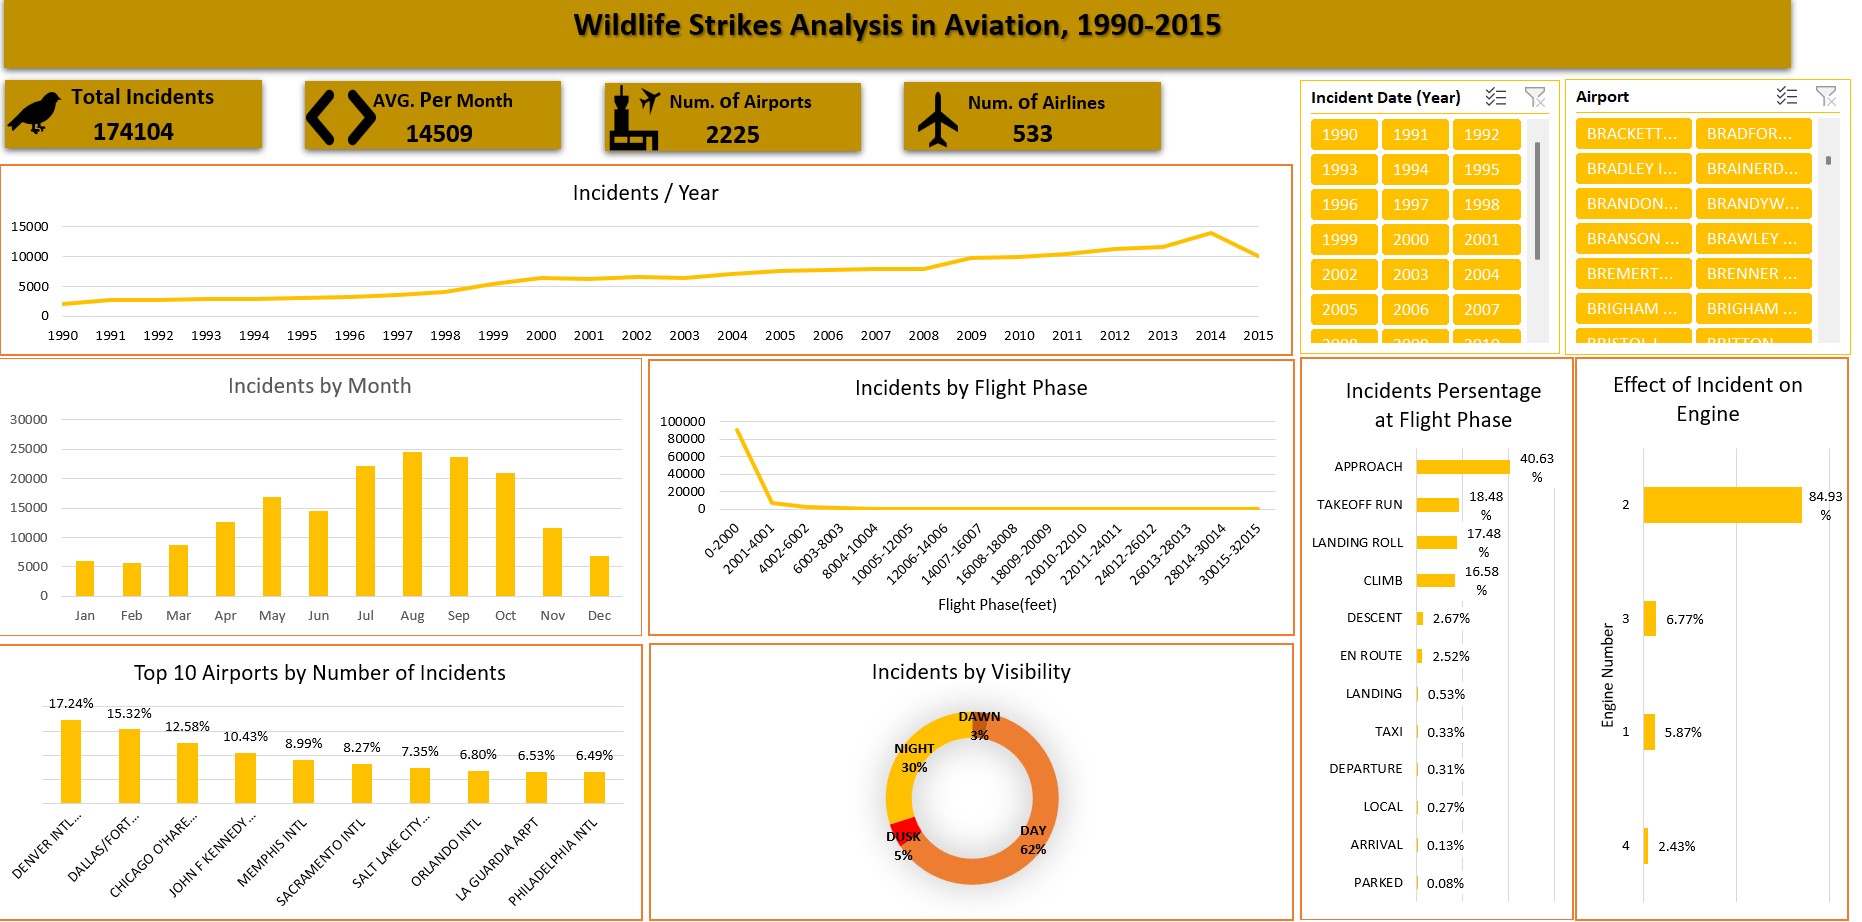 Wildlife Strikes Analysis in Aviation, 1990-2015
Total Incidents
174104
AVG. Per Month
14509
Num. of Airports
2225
Num. of Airlines
533
Incident Date (Year)
1990 1991 1992
1993 1994 1995
1996 1997 1998
1999 2000 2001
2002 2003 2004
2005 2006 2007
2008 2009 2010
Airport
BRACKETT... BRADFOR...
BRADLEY I... BRAINERD...
BRANDON... BRANDYW...
BRANSON ... BRAWLEY ...
BREMERT... BRENNER ...
BRIGHAM ... BRIGHAM ...
BRISTOL I... BRITTON...
Incidents / Year
15000
10000
5000
0
1990 1991 1992 1993 1994 1995 1996 1997 1998 1999 2000 2001 2002 2003 2004 2005 2006 2007 2008 2009 2010 2011 2012 2013 2014 2015
Incidents by Month
30000
25000
20000
15000
10000
5000
0
Jan Feb Mar Apr May Jun Jul Aug Sep Oct Nov Dec
Incidents by Flight Phase
100000
80000
60000
40000
20000
0
0-2000
2001-4001
4002-6002
6003-8003
8004-10004
10005-12005
12006-14006
14007-16007
16008-18008
18009-20009
20010-22010
22011-24011
24012-26012
26013-28013
28014-30014
30015-32015
Flight Phase(feet)
Incidents Persentage
at Flight Phase
APPROACH 40.63
%
TAKEOFF RUN 18.48
%
LANDING ROLL 17.48
%
CLIMB 16.58
%
DESCENT 2.67%
EN ROUTE 2.52%
LANDING 0.53%
TAXI 0.33%
DEPARTURE 0.31%
LOCAL 0.27%
ARRIVAL 0.13%
PARKED 0.08%
Effect of Incident on
Engine
Engine Number
2 84.93
%
3 6.77%
1 5.87%
4 2.43%
Top 10 Airports by Number of Incidents
17.24% 15.32% 12.58% 10.43% 8.99% 8.27% 7.35% 6.80% 6.53% 6.49%
DENVER INTL...
DALLAS/FORT...
CHICAGO O'HARE...
JOHN F KENNEDY...
MEMPHIS INTL
SACRAMENTO INTL
SALT LAKE CITY...
ORLANDO INTL
LA GUARDIA ARPT
PHILADELPHIA INTL
Incidents by Visibility
DAWN
3%
NIGHT
30%
DUSK
5%
DAY
62%